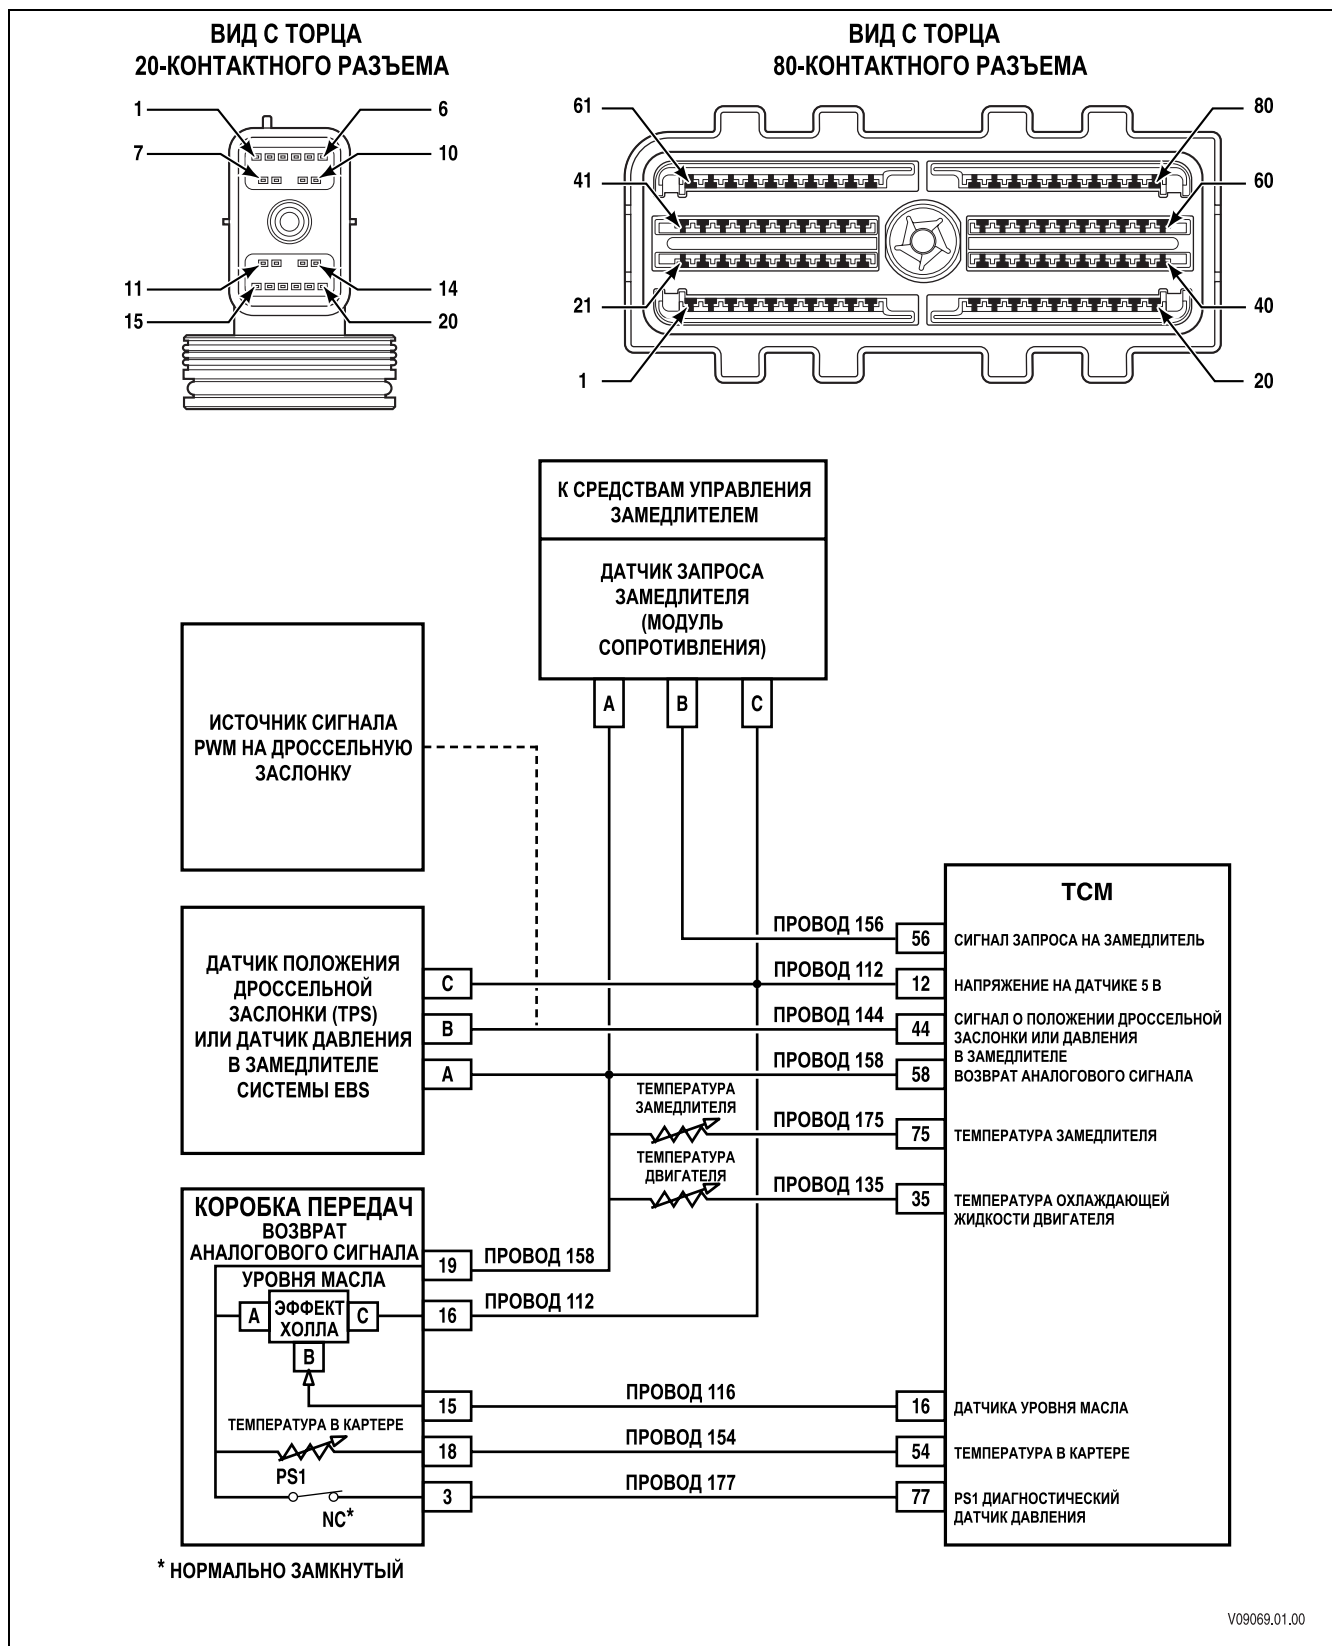 ВИД С ТОРЦА
20-КОНТАКТНОГО РАЗЪЕМА
ВИД С ТОРЦА
80-КОНТАКТНОГО РАЗЪЕМА
1
6
7
10
11
14
15
20
61
80
41
60
21
40
1
20
К СРЕДСТВАМ УПРАВЛЕНИЯ
ЗАМЕДЛИТЕЛЕМ
ДАТЧИК ЗАПРОСА
ЗАМЕДЛИТЕЛЯ
(МОДУЛЬ
СОПРОТИВЛЕНИЯ)
A
B
C
ИСТОЧНИК СИГНАЛА
PWM НА ДРОССЕЛЬНУЮ
ЗАСЛОНКУ
ДАТЧИК ПОЛОЖЕНИЯ
ДРОССЕЛЬНОЙ
ЗАСЛОНКИ (TPS)
ИЛИ ДАТЧИК ДАВЛЕНИЯ
В ЗАМЕДЛИТЕЛЕ
СИСТЕМЫ EBS
C
B
A
TCM
ПРОВОД 156
56
СИГНАЛ ЗАПРОСА НА ЗАМЕДЛИТЕЛЬ
ПРОВОД 112
12
НАПРЯЖЕНИЕ НА ДАТЧИКЕ 5 В
ПРОВОД 144
44
СИГНАЛ О ПОЛОЖЕНИИ ДРОССЕЛЬНОЙ
ЗАСЛОНКИ ИЛИ ДАВЛЕНИЯ
В ЗАМЕДЛИТЕЛЕ
ПРОВОД 158
58
ВОЗВРАТ АНАЛОГОВОГО СИГНАЛА
ТЕМПЕРАТУРА
ЗАМЕДЛИТЕЛЯ
ПРОВОД 175
75
ТЕМПЕРАТУРА ЗАМЕДЛИТЕЛЯ
ТЕМПЕРАТУРА
ДВИГАТЕЛЯ
ПРОВОД 135
35
ТЕМПЕРАТУРА ОХЛАЖДАЮЩЕЙ
ЖИДКОСТИ ДВИГАТЕЛЯ
КОРОБКА ПЕРЕДАЧ
ВОЗВРАТ
АНАЛОГОВОГО СИГНАЛА
19
ПРОВОД 158
УРОВНЯ МАСЛА
A
ЭФФЕКТ
ХОЛЛА
C
B
16
ПРОВОД 112
15
ПРОВОД 116
16
ДАТЧИКА УРОВНЯ МАСЛА
ТЕМПЕРАТУРА В КАРТЕРЕ
18
ПРОВОД 154
54
ТЕМПЕРАТУРА В КАРТЕРЕ
PS1
NC*
3
ПРОВОД 177
77
PS1 ДИАГНОСТИЧЕСКИЙ
ДАТЧИК ДАВЛЕНИЯ
* НОРМАЛЬНО ЗАМКНУТЫЙ
V09069.01.00